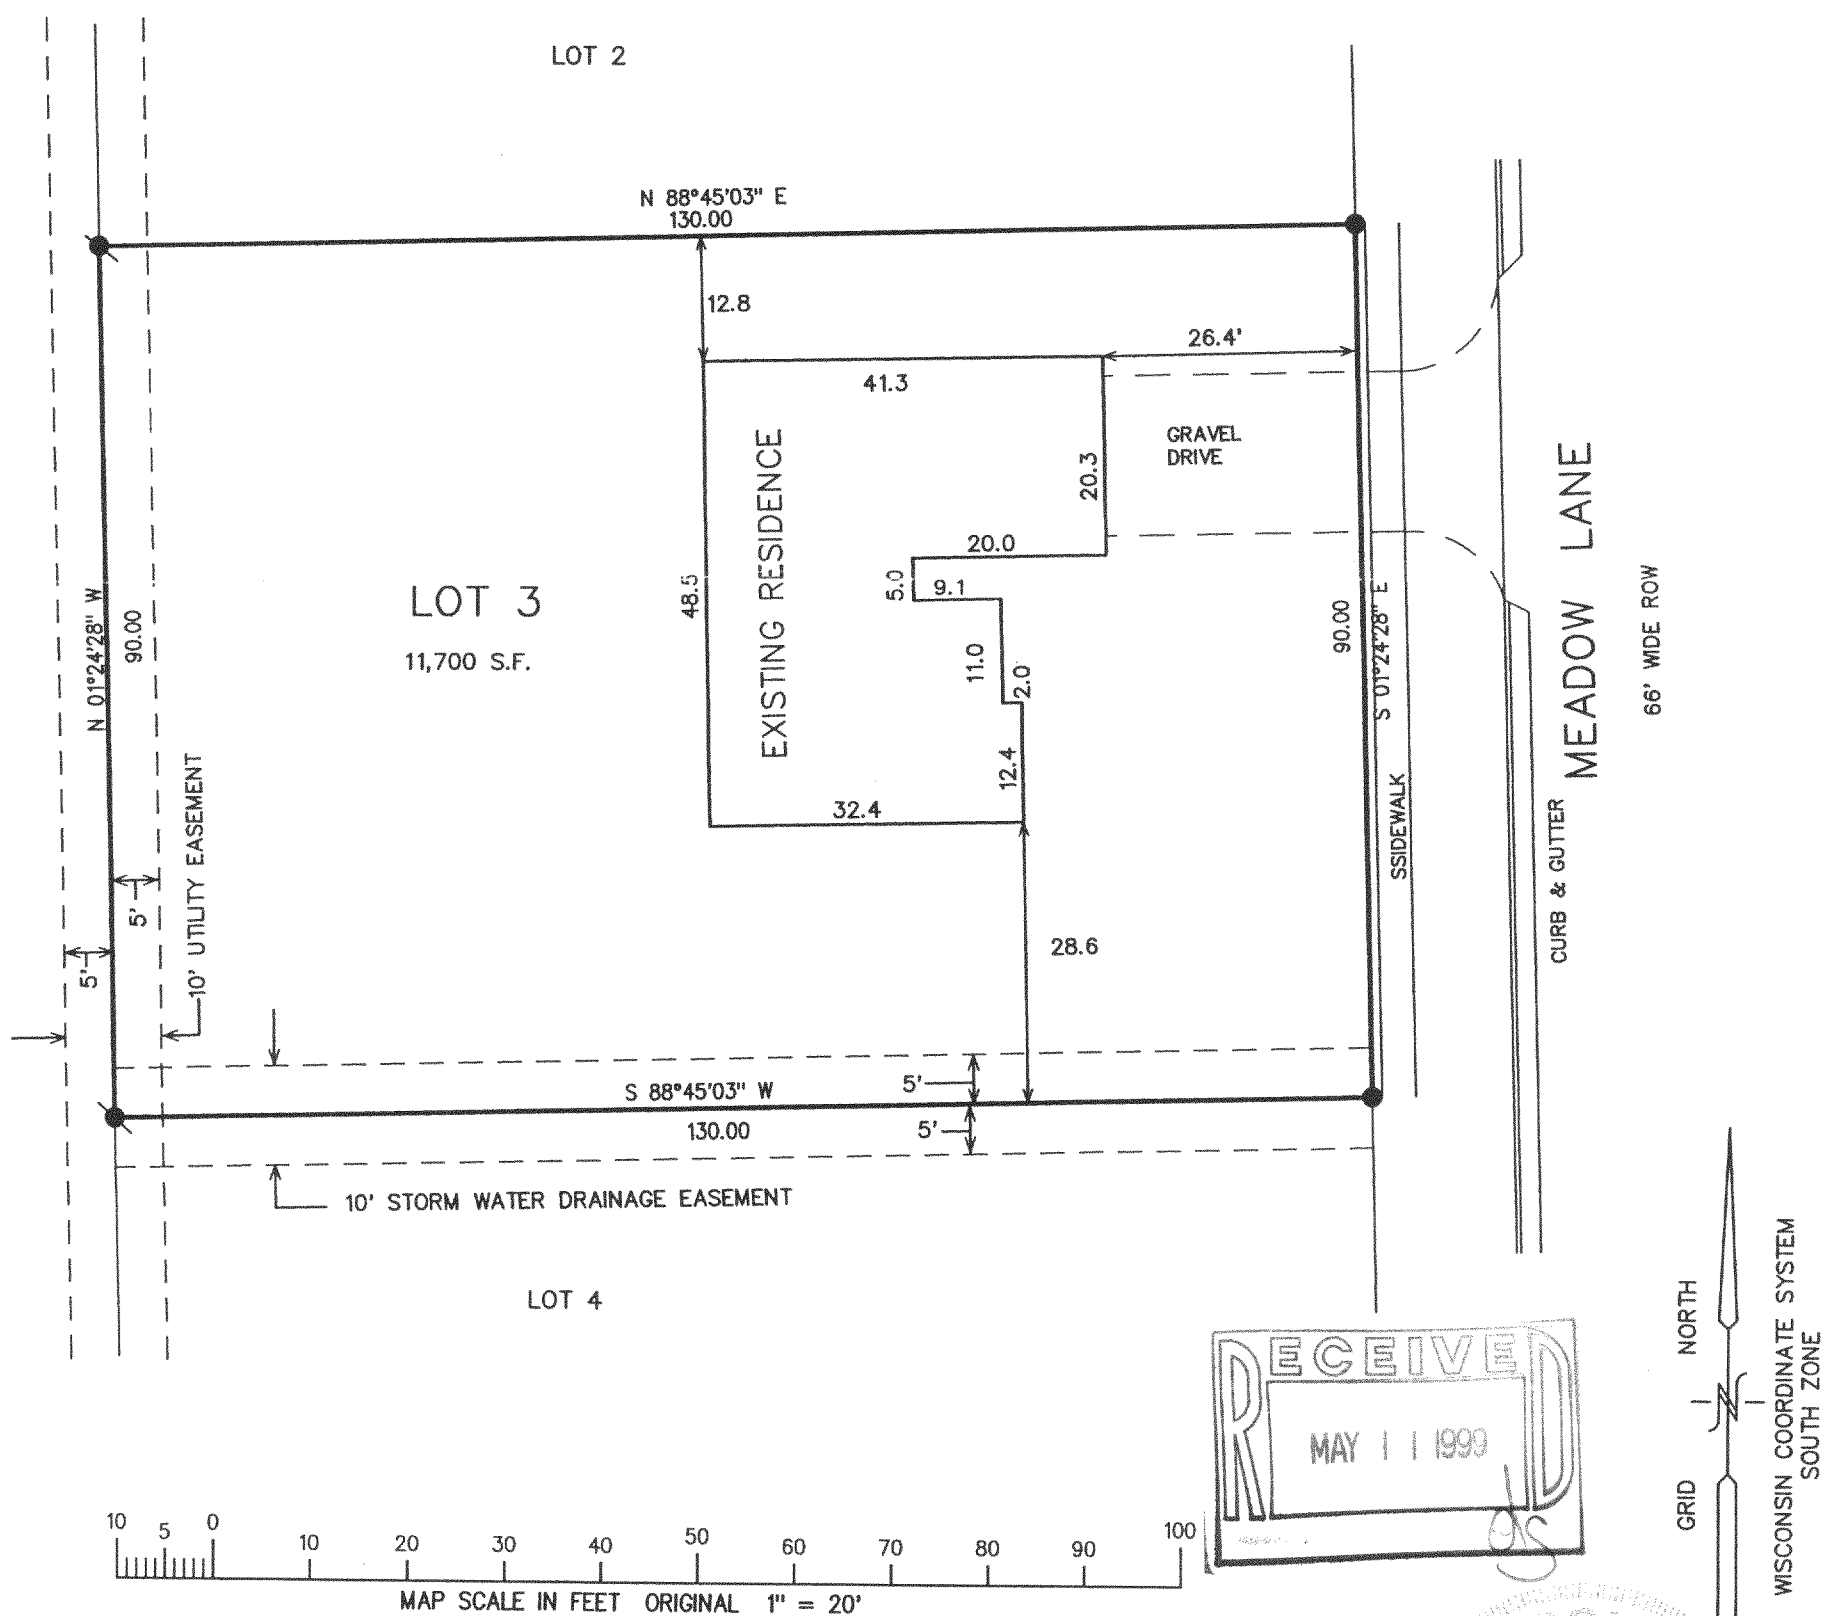 LOT 2
N 88°45'03" E
130.00
12.8
26.4'
41.3
GRAVEL
DRIVE
20.3
EXISTING RESIDENCE
20.0
5.0
9.1
48.5
LOT 3
11,700 S.F.
11.0
2.0
12.4
32.4
N 01°24'28" W
90.00
90.00
S 01°24'28" E
MEADOW LANE
66' WIDE ROW
SSIDEWALK
CURB & GUTTER
10' UTILITY EASEMENT
5'
5'
28.6
S 88°45'03" W
5'
130.00
5'
10' STORM WATER DRAINAGE EASEMENT
LOT 4
RECEIVED
MAY 11 1999
GRID NORTH
WISCONSIN COORDINATE SYSTEM
SOUTH ZONE
10 5 0 10 20 30 40 50 60 70 80 90 100
MAP SCALE IN FEET ORIGINAL 1" = 20'